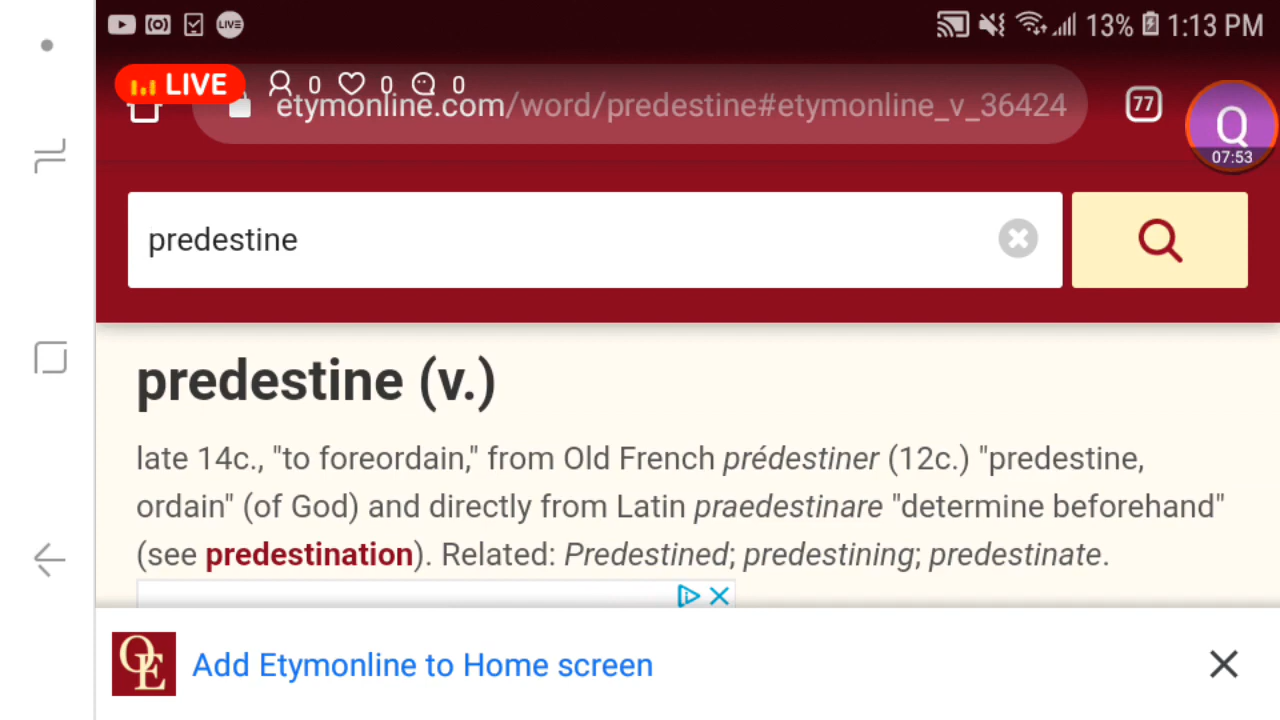 LIVE 13% 1:13 PM
LIVE 0 0 0
etymonline.com/word/predestine#etymonline_v_36424 77 Q
07:53
predestine
predestine (v.)
late 14c., "to foreordain," from Old French prédestiner (12c.) "predestine,
ordain" (of God) and directly from Latin praedestinare "determine beforehand"
(see predestination). Related: Predestined; predestining; predestinate.
OE Add Etymonline to Home screen